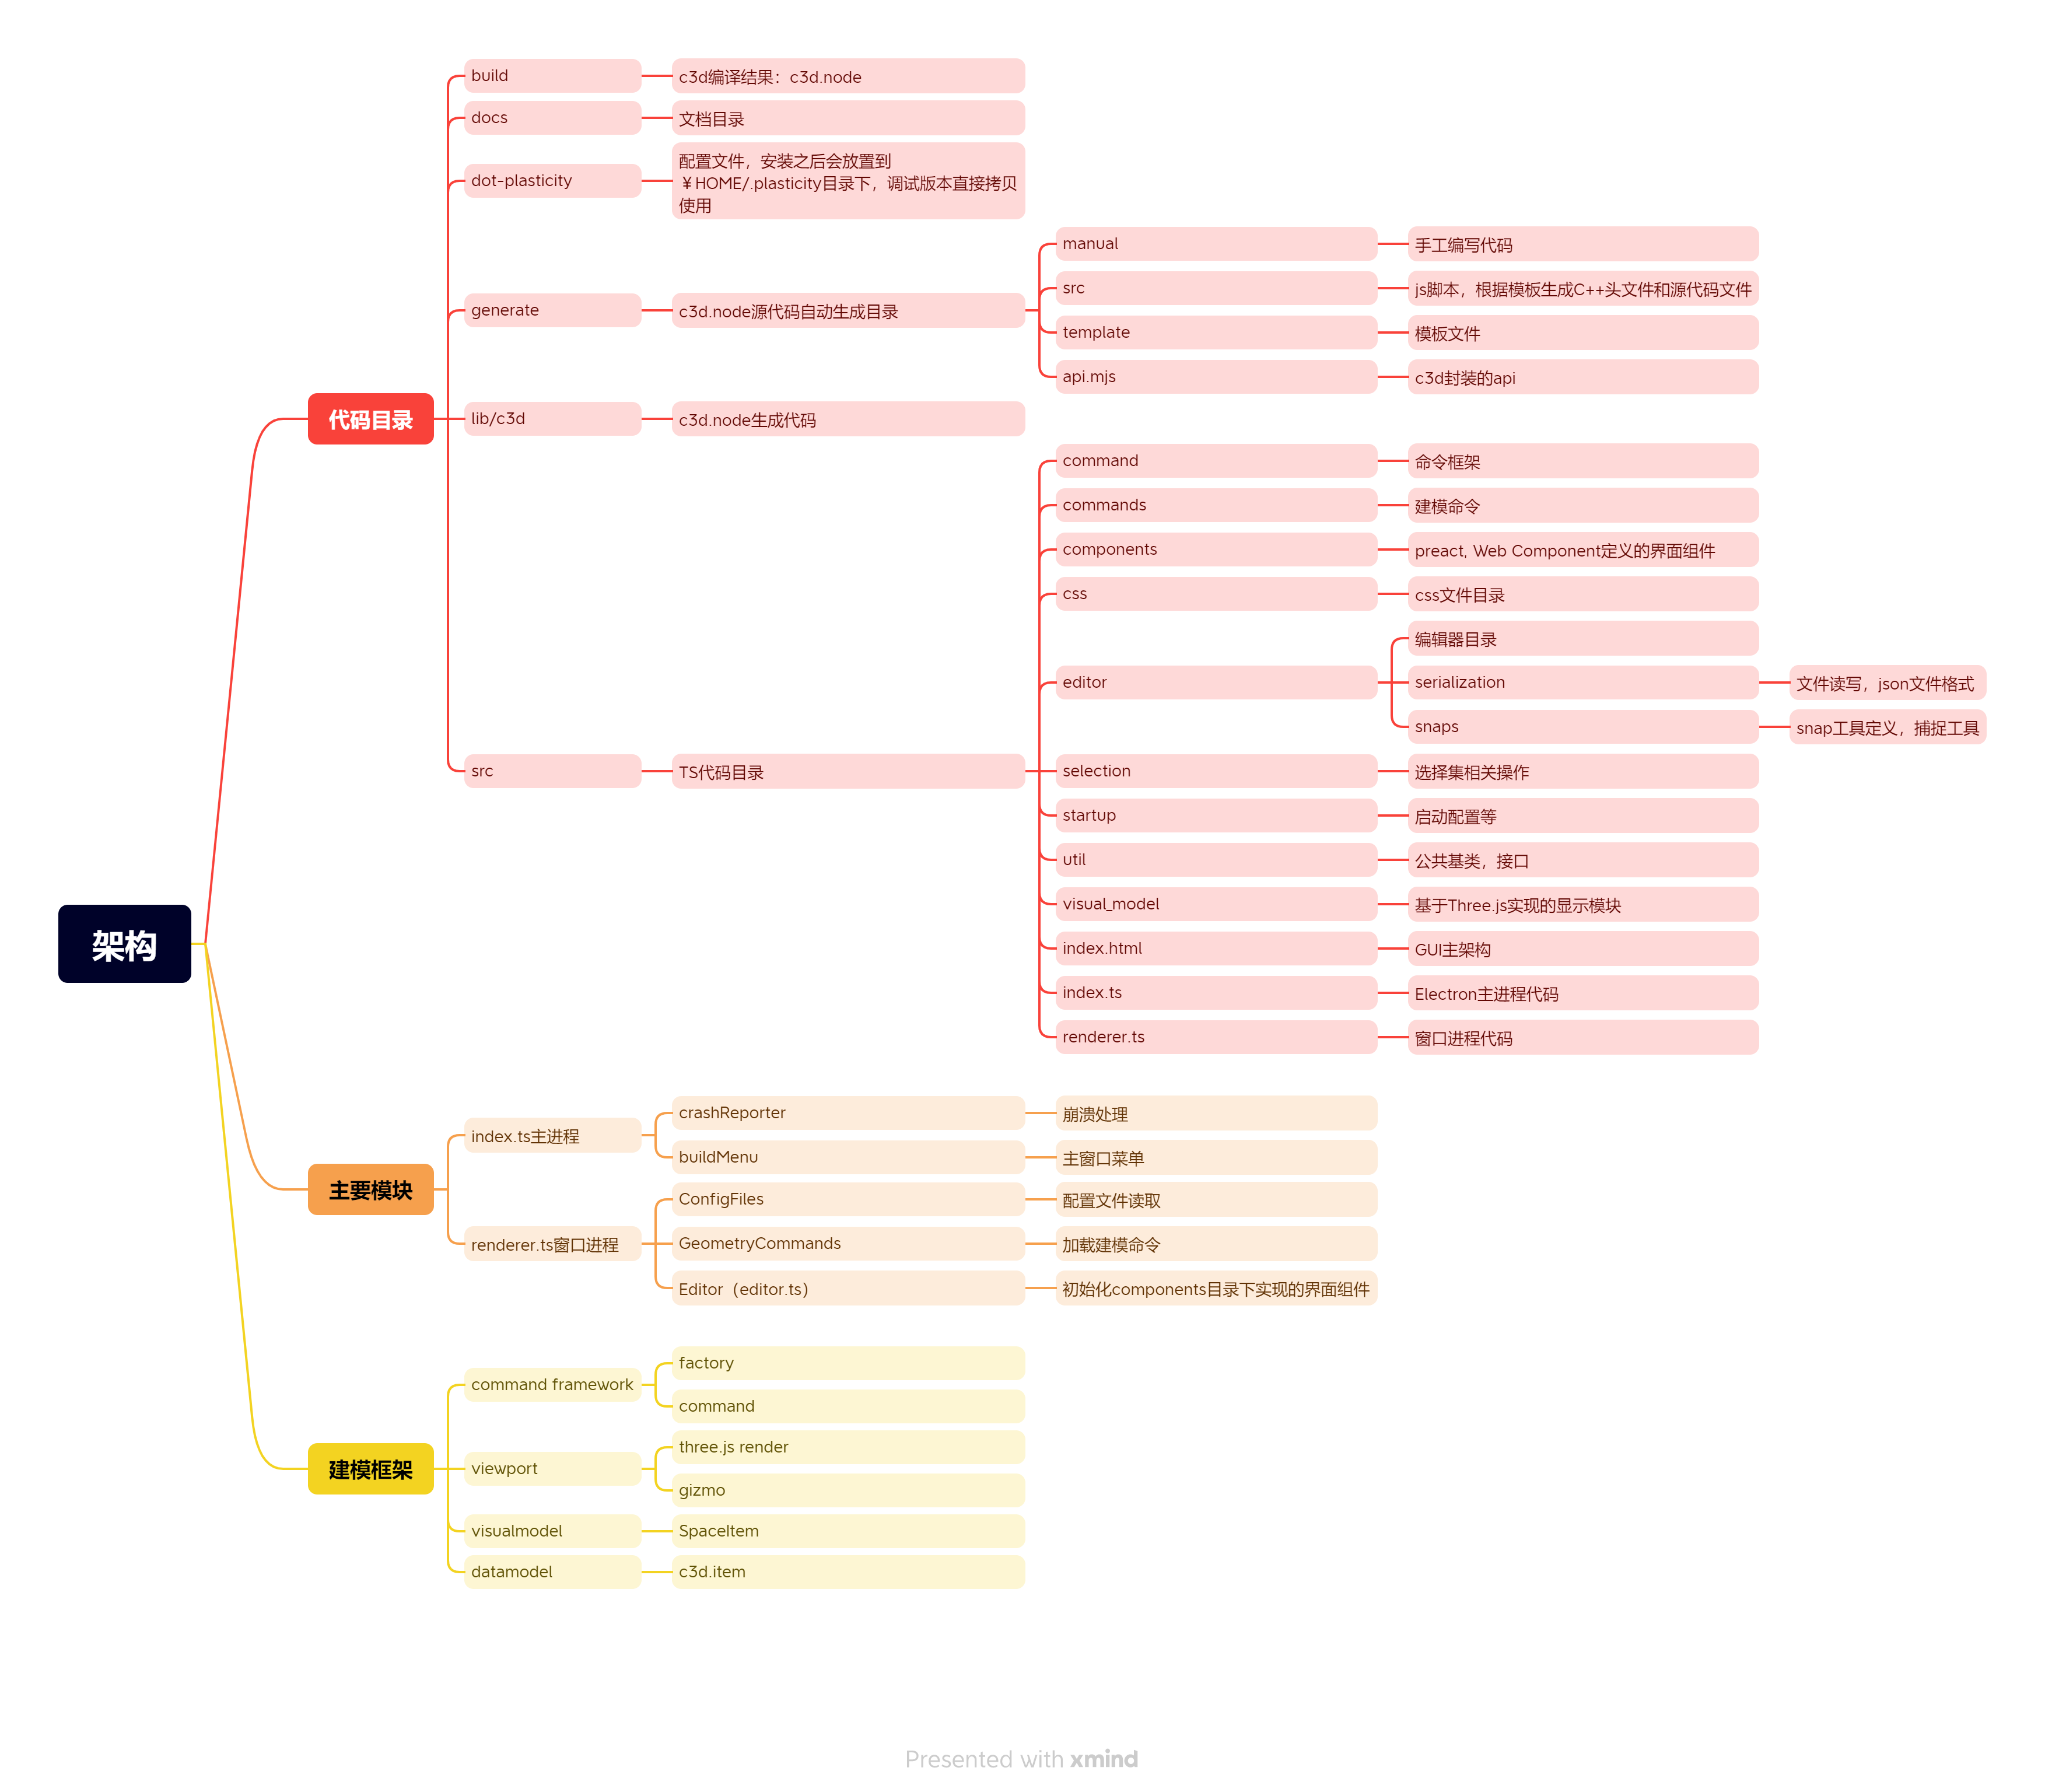 架构
代码目录
build
c3d编译结果：c3d.node
docs
文档目录
dot-plasticity
配置文件，安装之后会放置到
￥HOME/.plasticity目录下，调试版本直接拷贝
使用
generate
c3d.node源代码自动生成目录
manual
手工编写代码
src
js脚本，根据模板生成C++头文件和源代码文件
template
模板文件
api.mjs
c3d封装的api
lib/c3d
c3d.node生成代码
src
TS代码目录
command
命令框架
commands
建模命令
components
preact, Web Component定义的界面组件
css
css文件目录
editor
编辑器目录
serialization
文件读写，json文件格式
snaps
snap工具定义，捕捉工具
selection
选择集相关操作
startup
启动配置等
util
公共基类，接口
visual_model
基于Three.js实现的显示模块
index.html
GUI主架构
index.ts
Electron主进程代码
renderer.ts
窗口进程代码
主要模块
index.ts主进程
crashReporter
崩溃处理
buildMenu
主窗口菜单
renderer.ts窗口进程
ConfigFiles
配置文件读取
GeometryCommands
加载建模命令
Editor（editor.ts）
初始化components目录下实现的界面组件
建模框架
command framework
factory
command
viewport
three.js render
gizmo
visualmodel
SpaceItem
datamodel
c3d.item
Presented with xmind